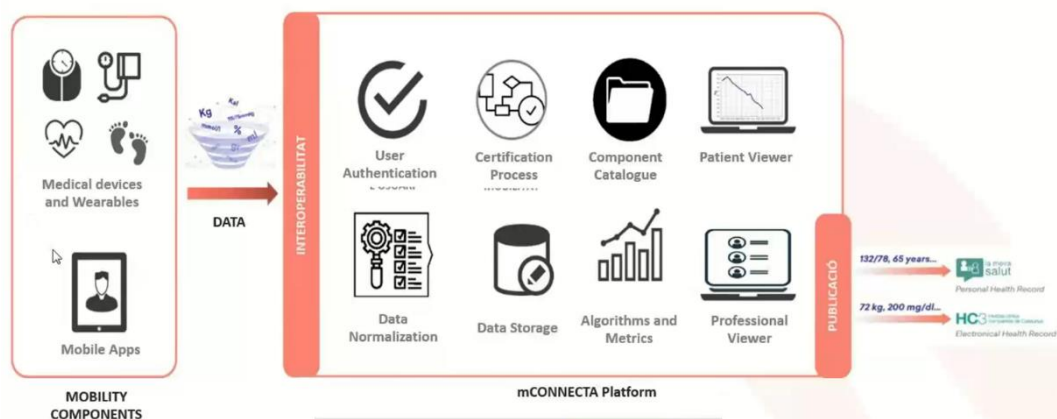 Medical devices
and Wearables
Mobile Apps
MOBILITY
COMPONENTS
Kg
Kal
%
DATA
INTEROPERABILITAT
User
Authentication
Certification
Process
Component
Catalogue
Patient Viewer
Data
Normalization
Data Storage
Algorithms and
Metrics
Professional
Viewer
mCONNECTA Platform
PUBLICACIÓ
132/78, 65 years...
la meva
salut
Personal Health Record
72 kg, 200 mg/dl...
HC3
Electronical Health Record